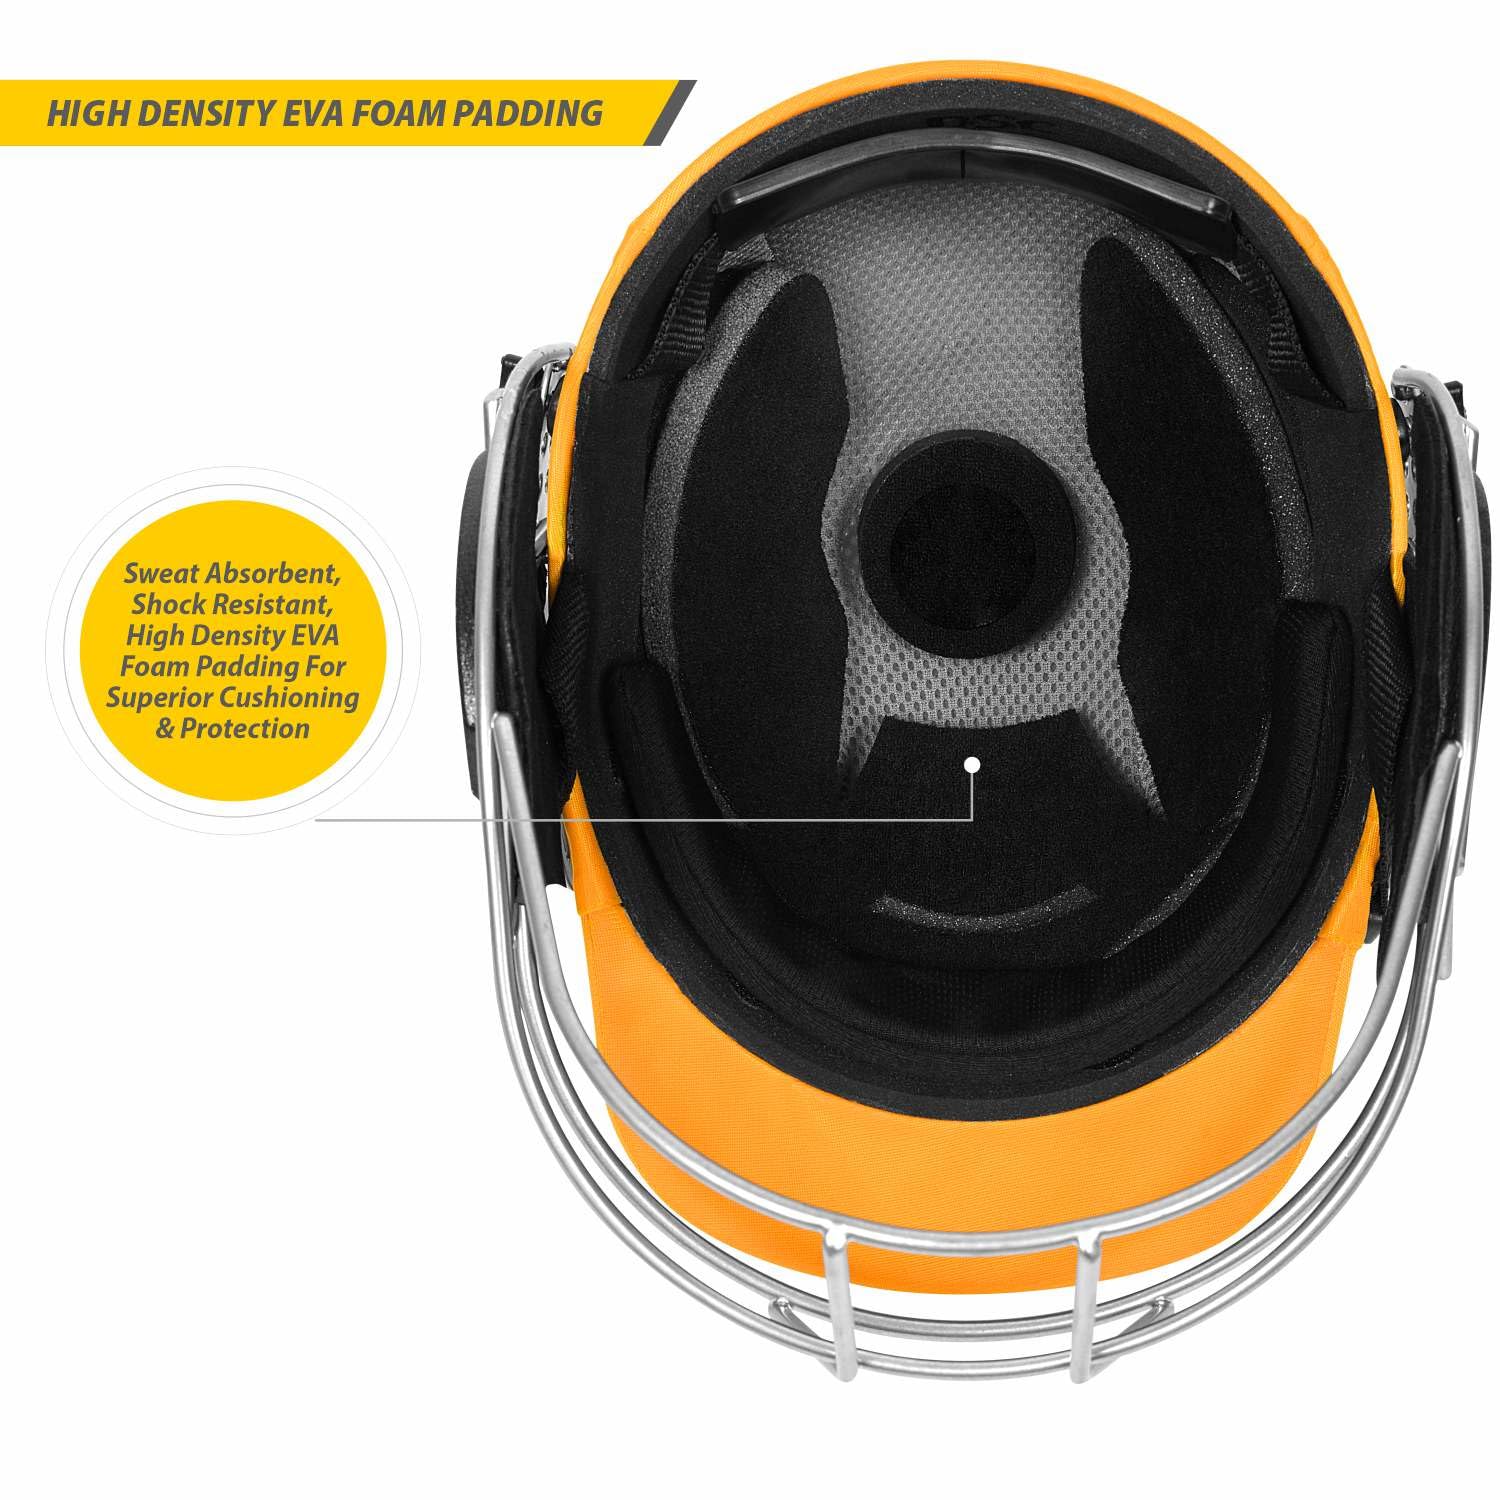 HIGH DENSITY EVA FOAM PADDING
Sweat Absorbent,
Shock Resistant,
High Density EVA
Foam Padding For
Superior Cushioning
& Protection